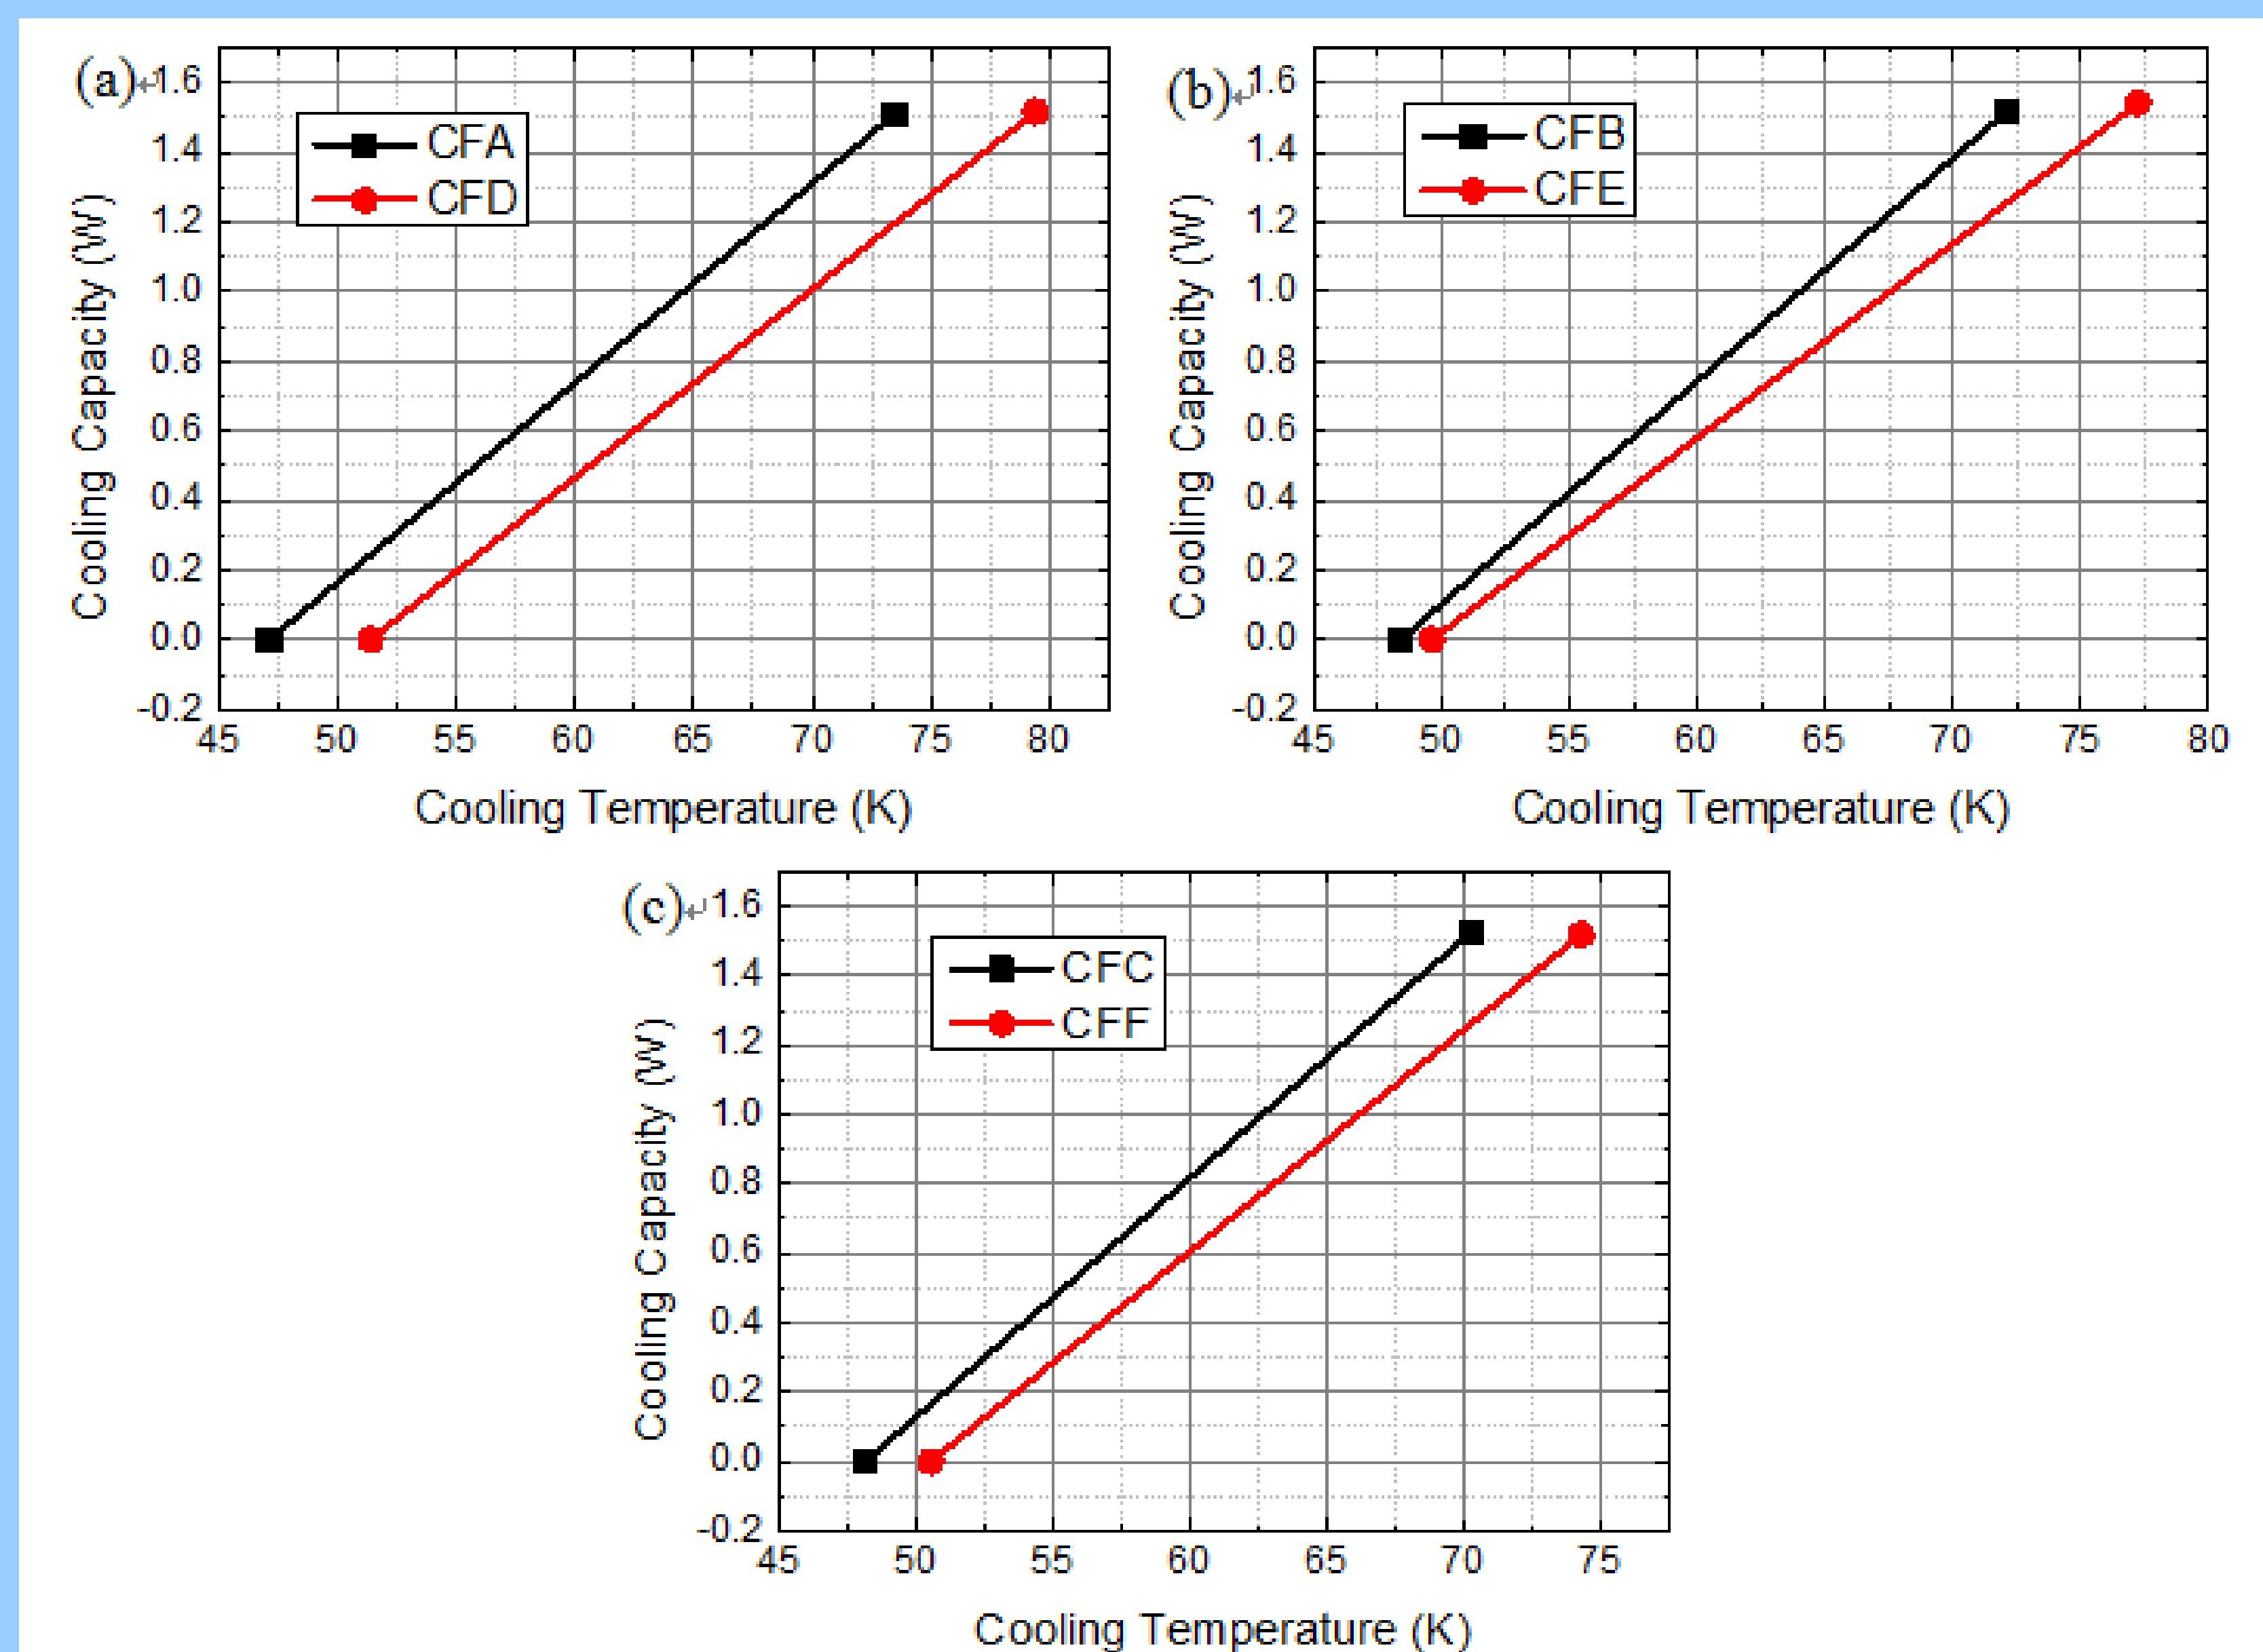 (a)↵
1.6
1.4
1.2
1.0
0.8
0.6
0.4
0.2
0.0
-0.2
Cooling Capacity (W)
CFA
CFD
45 50 55 60 65 70 75 80
Cooling Temperature (K)
(b)↵
1.6
1.4
1.2
1.0
0.8
0.6
0.4
0.2
0.0
-0.2
Cooling Capacity (W)
CFB
CFE
45 50 55 60 65 70 75 80
Cooling Temperature (K)
(c)↵
1.6
1.4
1.2
1.0
0.8
0.6
0.4
0.2
0.0
-0.2
Cooling Capacity (W)
CFC
CFF
45 50 55 60 65 70 75
Cooling Temperature (K)